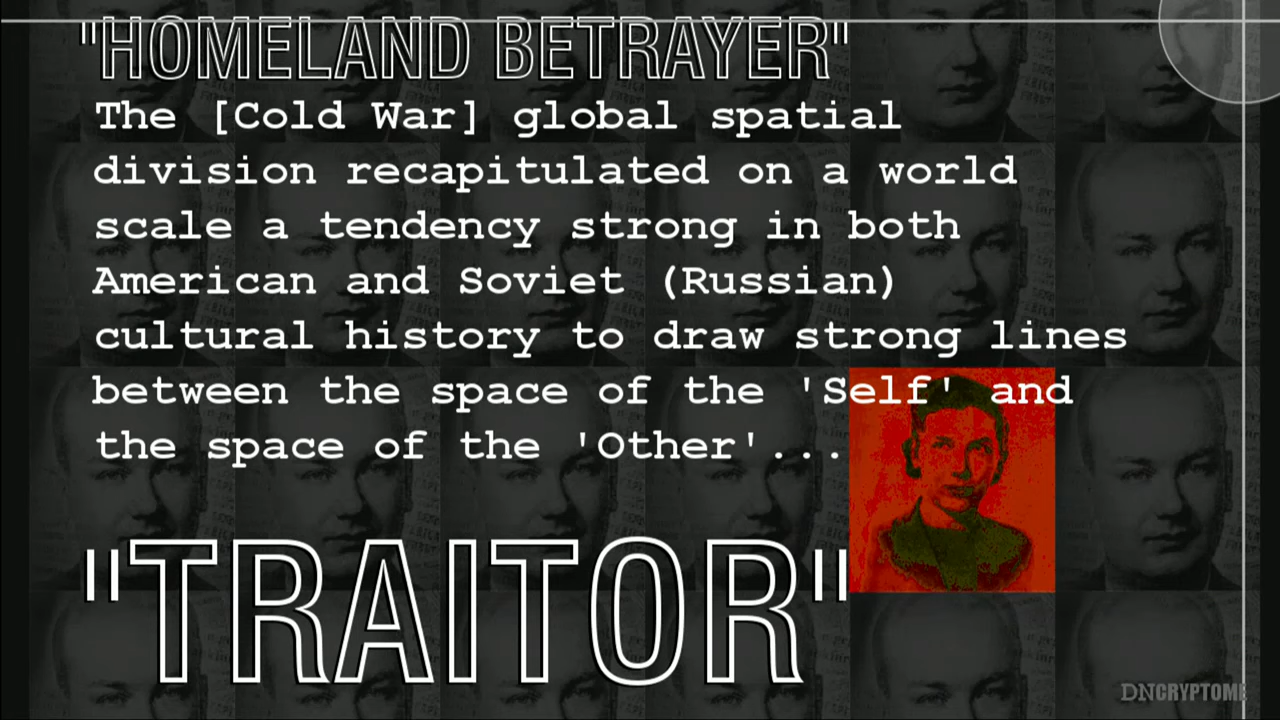 "HOMELAND BETRAYER"
The [Cold War] global spatial
division recapitulated on a world
scale a tendency strong in both
American and Soviet (Russian)
cultural history to draw strong lines
between the space of the 'Self' and
the space of the 'Other'...
"TRAITOR"
DNCRYPTOME